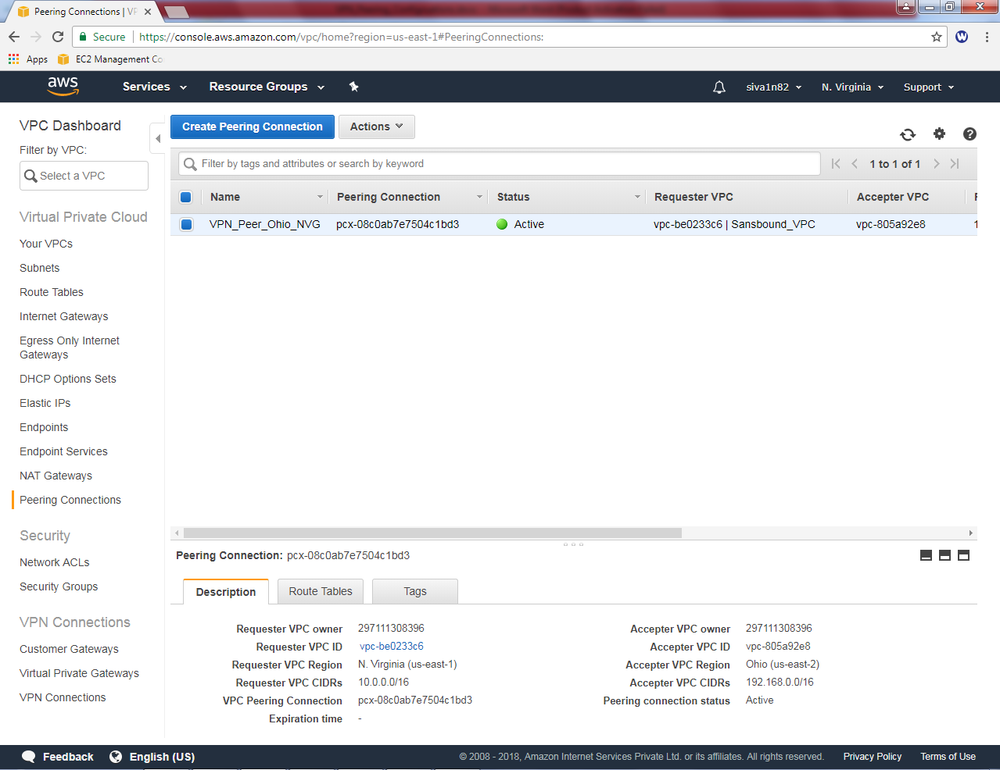 Peering Connections | VP
Secure
https://console.aws.amazon.com/vpc/home?region=us-east-1#PeeringConnections:
W
Apps
EC2 Management Co
aws
Services
Resource Groups
siva1n82
N. Virginia
Support
VPC Dashboard
Filter by VPC:
Select a VPC
Virtual Private Cloud
Your VPCs
Subnets
Route Tables
Internet Gateways
Egress Only Internet
Gateways
DHCP Options Sets
Elastic IPs
Endpoints
Endpoint Services
NAT Gateways
Peering Connections
Security
Network ACLs
Security Groups
VPN Connections
Customer Gateways
Virtual Private Gateways
VPN Connections
Create Peering Connection
Actions
Filter by tags and attributes or search by keyword
1 to 1 of 1
Name Peering Connection Status Requester VPC Accepter VPC
VPN_Peer_Ohio_NVG pcx-08c0ab7e7504c1bd3 Active vpc-be0233c6 | Sansbound_VPC vpc-805a92e8 1
Peering Connection: pcx-08c0ab7e7504c1bd3
Description
Route Tables
Tags
Requester VPC owner 297111308396
Requester VPC ID vpc-be0233c6
Requester VPC Region N. Virginia (us-east-1)
Requester VPC CIDRs 10.0.0.0/16
VPC Peering Connection pcx-08c0ab7e7504c1bd3
Expiration time -
Accepter VPC owner 297111308396
Accepter VPC ID vpc-805a92e8
Accepter VPC Region Ohio (us-east-2)
Accepter VPC CIDRs 192.168.0.0/16
Peering connection status Active
Feedback
English (US)
© 2008 - 2018, Amazon Internet Services Private Ltd. or its affiliates. All rights reserved.
Privacy Policy
Terms of Use